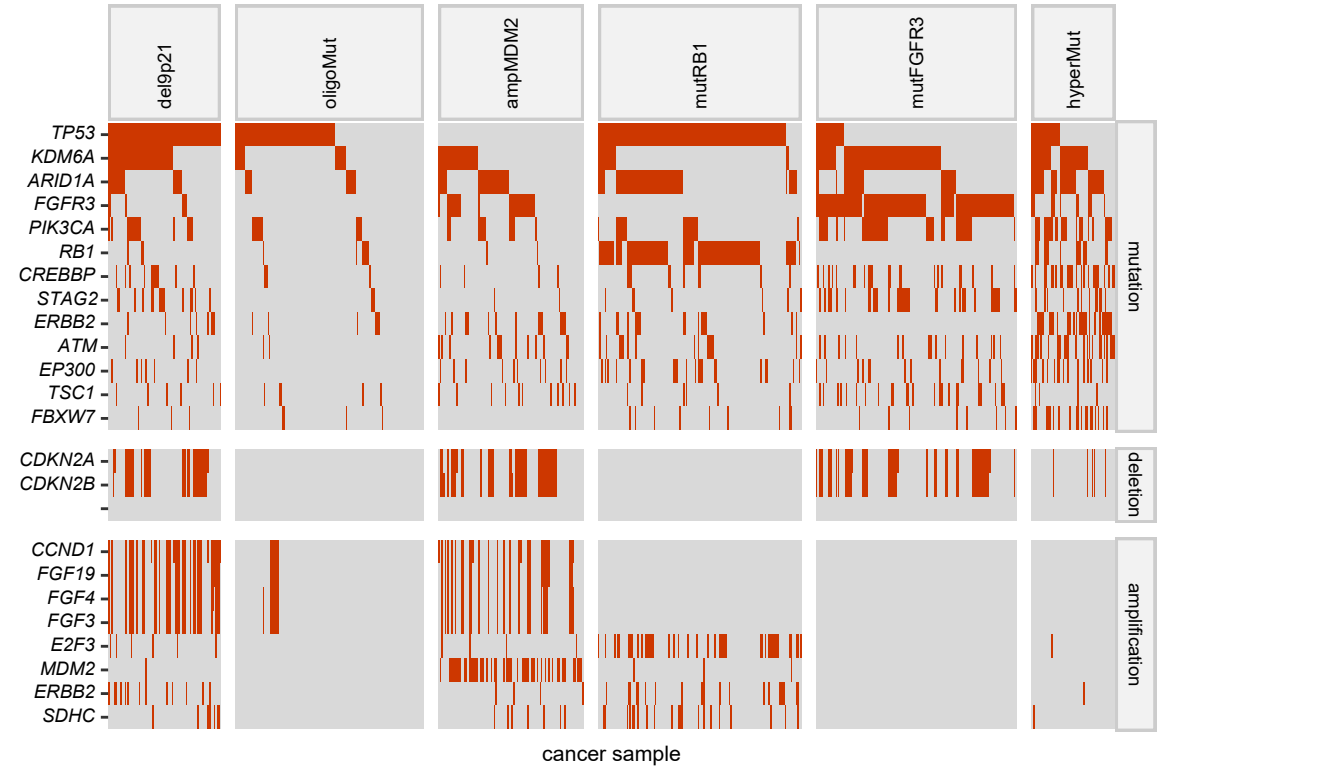 del9p21
oligoMut
ampMDM2
mutRB1
mutFGFR3
hyperMut
TP53
KDM6A
ARID1A
FGFR3
PIK3CA
RB1
CREBBP
STAG2
ERBB2
ATM
EP300
TSC1
FBXW7
mutation
CDKN2A
CDKN2B
deletion
CCND1
FGF19
FGF4
FGF3
E2F3
MDM2
ERBB2
SDHC
amplification
cancer sample